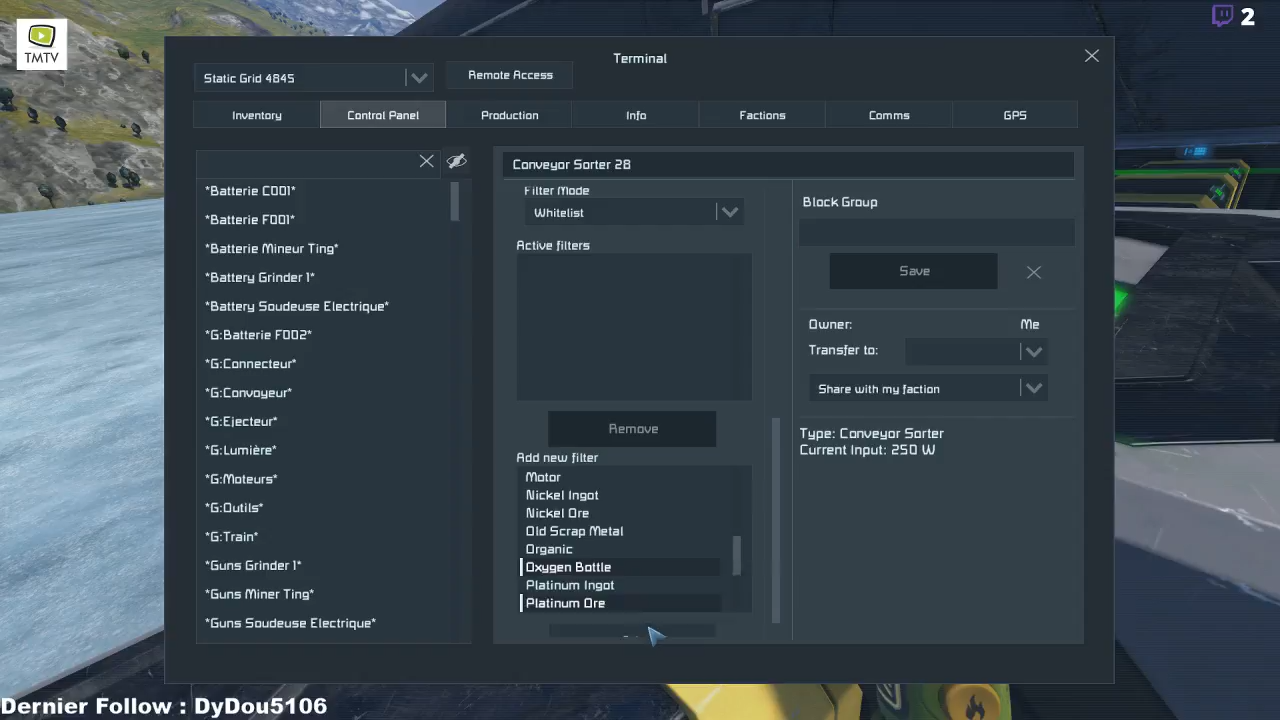 TMTV
2
Terminal
Static Grid 4845
Remote Access
Inventory
Control Panel
Production
Info
Factions
Comms
GPS
*Batterie C001*
*Batterie F001*
*Batterie Mineur Ting*
*Battery Grinder 1*
*Battery Soudeuse Electrique*
*G:Batterie F002*
*G:Connecteur*
*G:Convoyeur*
*G:Ejecteur*
*G:Lumière*
*G:Moteurs*
*G:Outils*
*G:Train*
*Guns Grinder 1*
*Guns Miner Ting*
*Guns Soudeuse Electrique*
Conveyor Sorter 28
Filter Mode
Whitelist
Active filters
Remove
Add new filter
Motor
Nickel Ingot
Nickel Ore
Old Scrap Metal
Organic
Oxygen Bottle
Platinum Ingot
Platinum Ore
Block Group
Save
Owner:
Me
Transfer to:
Share with my faction
Type: Conveyor Sorter
Current Input: 250 W
Dernier Follow : DyDou5106